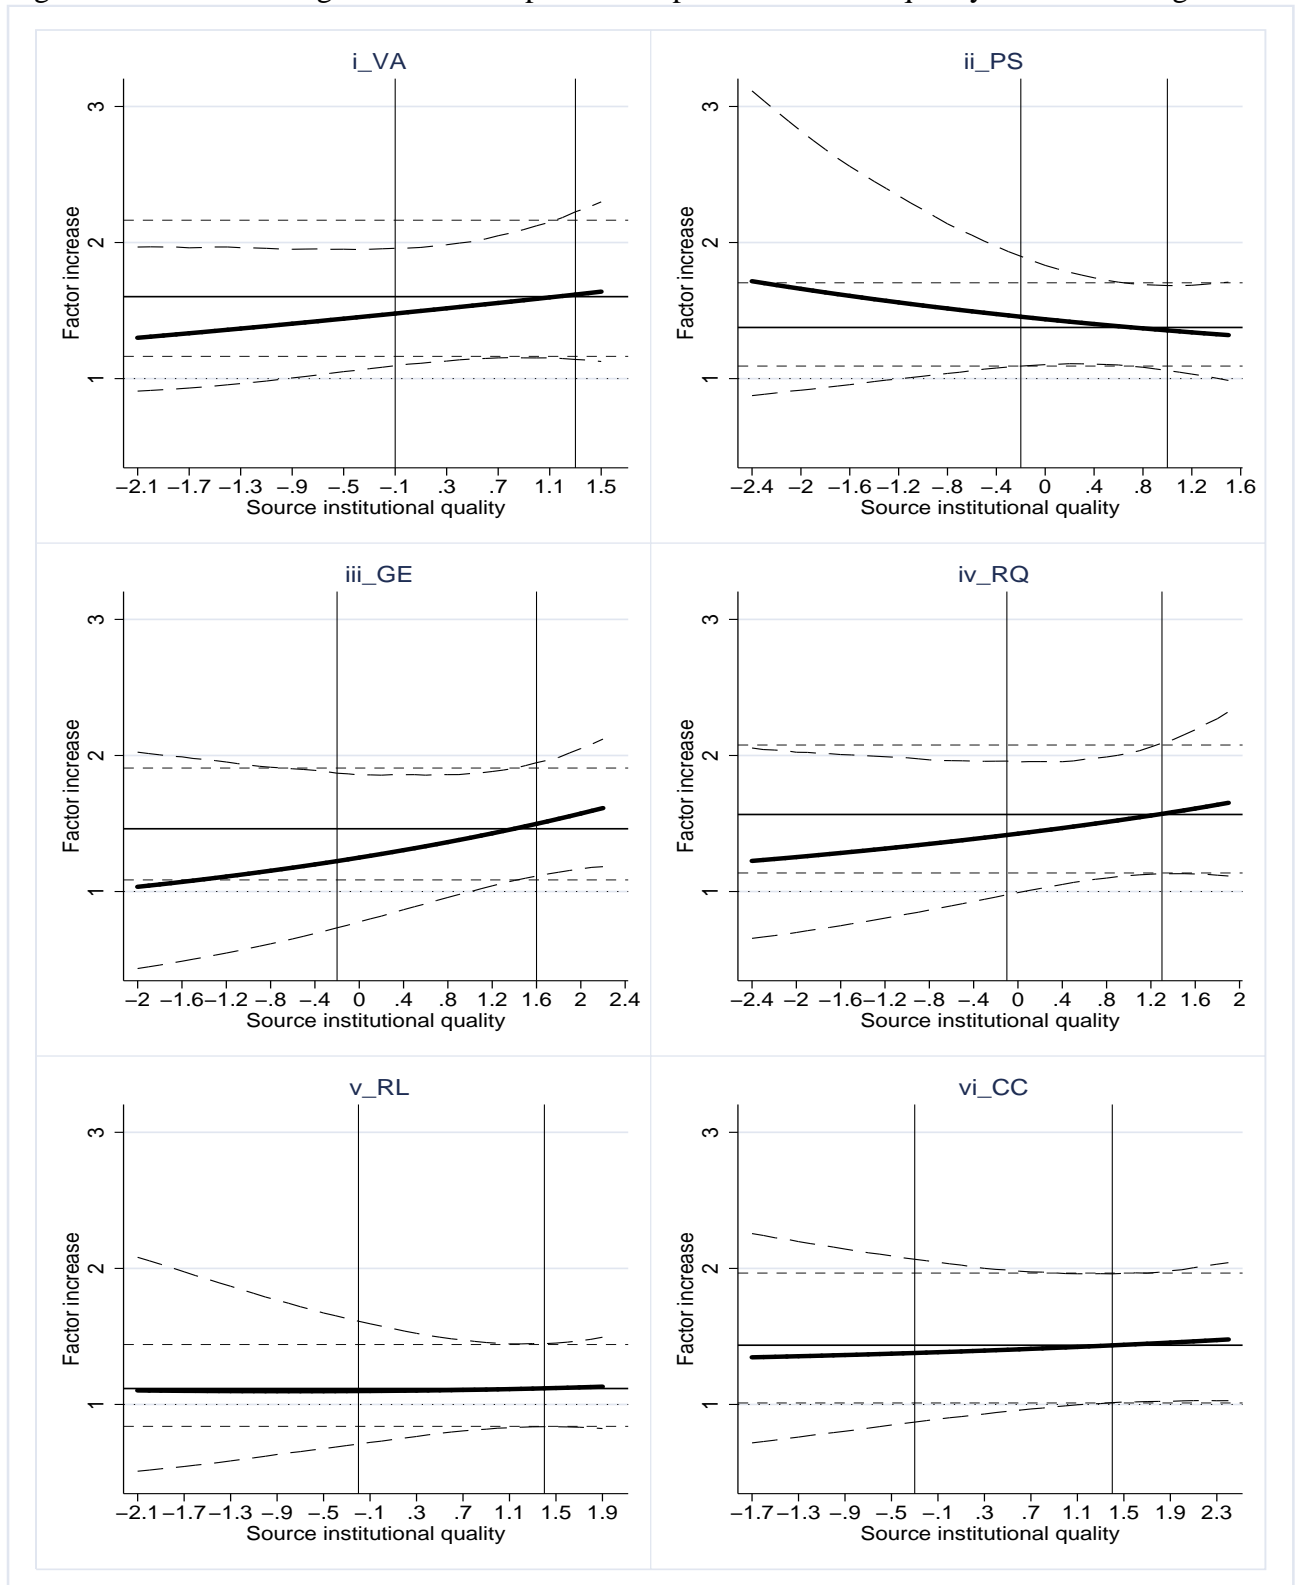 i_VA
3
2
1
Factor increase
−2.1 −1.7 −1.3 −.9 −.5 −.1 .3 .7 1.1 1.5
Source institutional quality
ii_PS
3
2
1
Factor increase
−2.4 −2 −1.6 −1.2 −.8 −.4 0 .4 .8 1.2 1.6
Source institutional quality
iii_GE
3
2
1
Factor increase
−2 −1.6 −1.2 −.8 −.4 0 .4 .8 1.2 1.6 2 2.4
Source institutional quality
iv_RQ
3
2
1
Factor increase
−2.4 −2 −1.6 −1.2 −.8 −.4 0 .4 .8 1.2 1.6 2
Source institutional quality
v_RL
3
2
1
Factor increase
−2.1 −1.7 −1.3 −.9 −.5 −.1 .3 .7 1.1 1.5 1.9
Source institutional quality
vi_CC
3
2
1
Factor increase
−1.7 −1.3 −.9 −.5 −.1 .3 .7 1.1 1.5 1.9 2.3
Source institutional quality